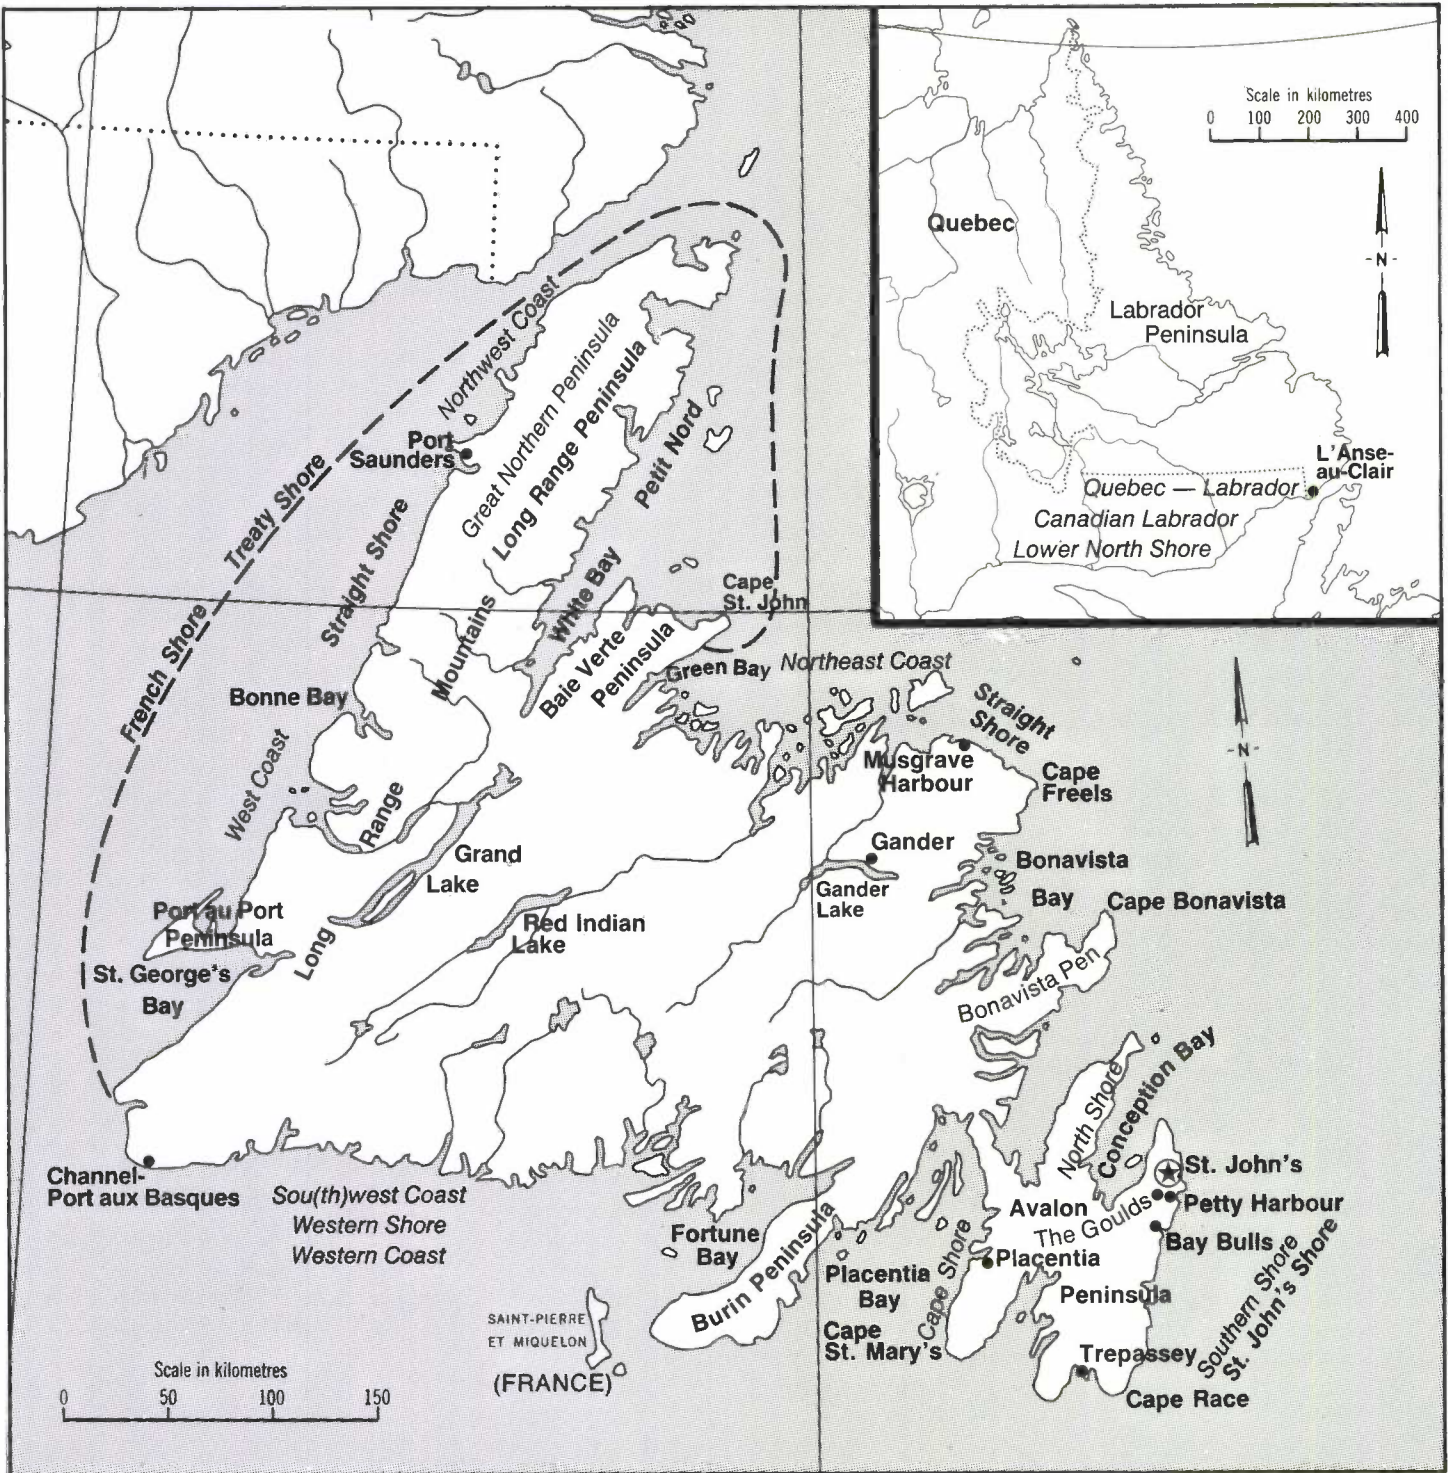 Scale in kilometres
0 100 200 300 400
Quebec
-N-
Labrador
Peninsula
L'Anse-
au-Clair
Quebec — Labrador
Canadian Labrador
Lower North Shore
Northwest Coast
Great Northern Peninsula
Long Range Peninsula
Petit Nord
Port
Saunders
Treaty Shore
French Shore
Straight Shore
White Bay
Cape
St. John
Baie Verte
Peninsula
Green Bay
Northeast Coast
Long Range Mountains
Bonne Bay
West Coast
Straight
Shore
Musgrave
Harbour
Cape
Freels
-N-
Grand
Lake
Gander
Gander
Lake
Bonavista
Bay
Cape Bonavista
Bonavista Pen
Red Indian
Lake
Port au Port
Peninsula
St. George's
Bay
Channel-
Port aux Basques
Sou(th)west Coast
Western Shore
Western Coast
North Shore
Conception Bay
St. John's
Petty Harbour
Avalon
The Goulds
Bay Bulls
Placentia
Peninsula
Fortune
Bay
Burin Peninsula
Placentia
Bay
Cape Shore
Cape
St. Mary's
Southern Shore
St. John's Shore
Trepassey
Cape Race
SAINT-PIERRE
ET MIQUELON
(FRANCE)
Scale in kilometres
0 50 100 150